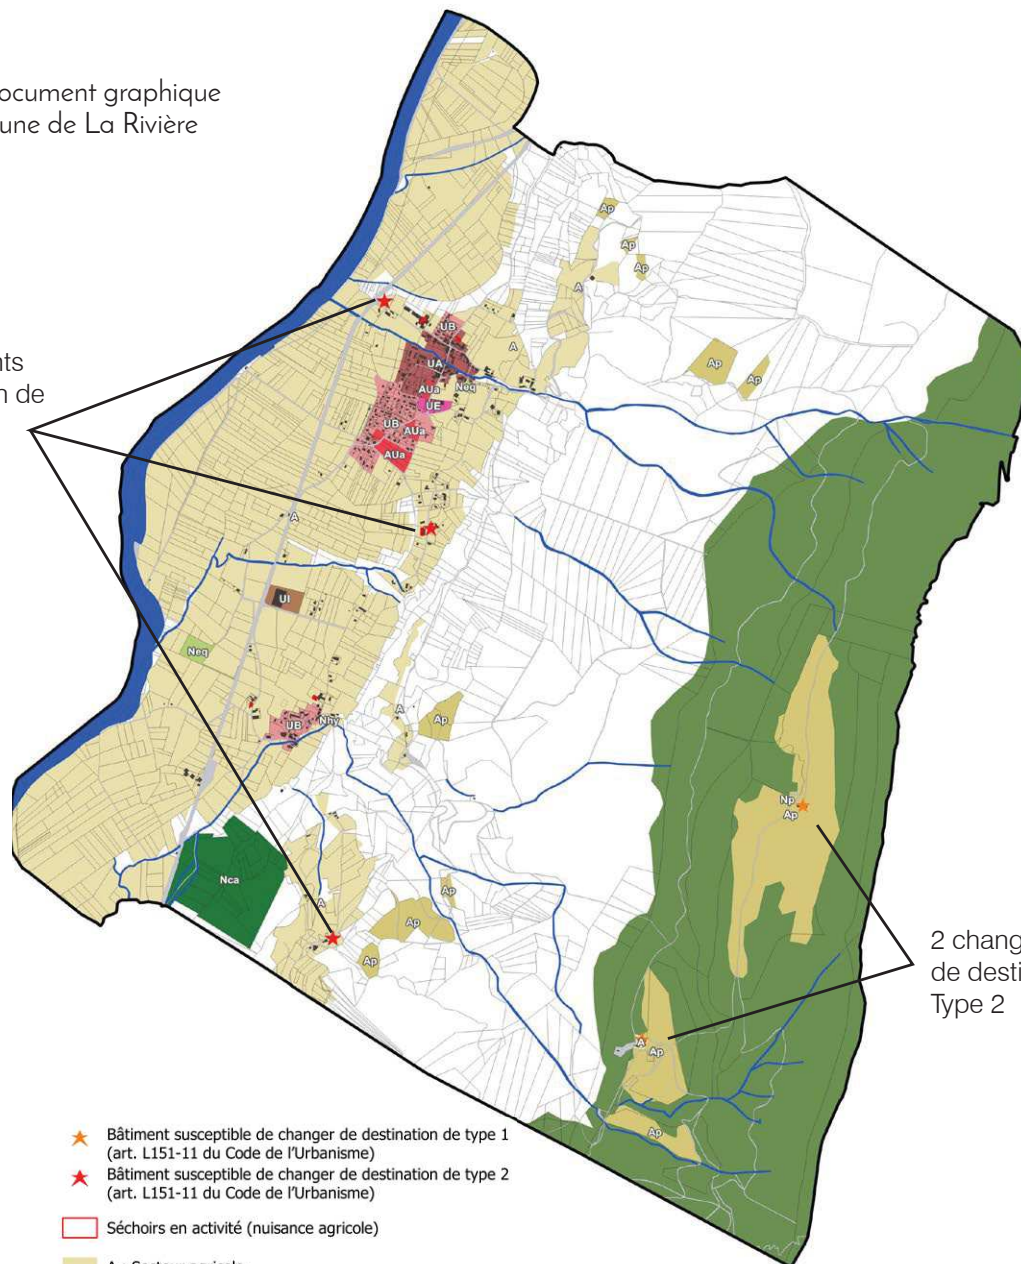 ocument graphique
une de La Rivière
Ap
Ap
Ap
A
UB
A
UA
Ap
Ap
AUa
Neq
UE
UB
AUa
AUa
nts
n de
A
UI
Neq
A
Ap
UB
Nhy
Np
Ap
Nca
Ap
A
Ap
Ap
2 chang
de desti
Type 2
A
Ap
Ap
Bâtiment susceptible de changer de destination de type 1
(art. L151-11 du Code de l'Urbanisme)
Bâtiment susceptible de changer de destination de type 2
(art. L151-11 du Code de l'Urbanisme)
Séchoirs en activité (nuisance agricole)
A : Secteur agricole